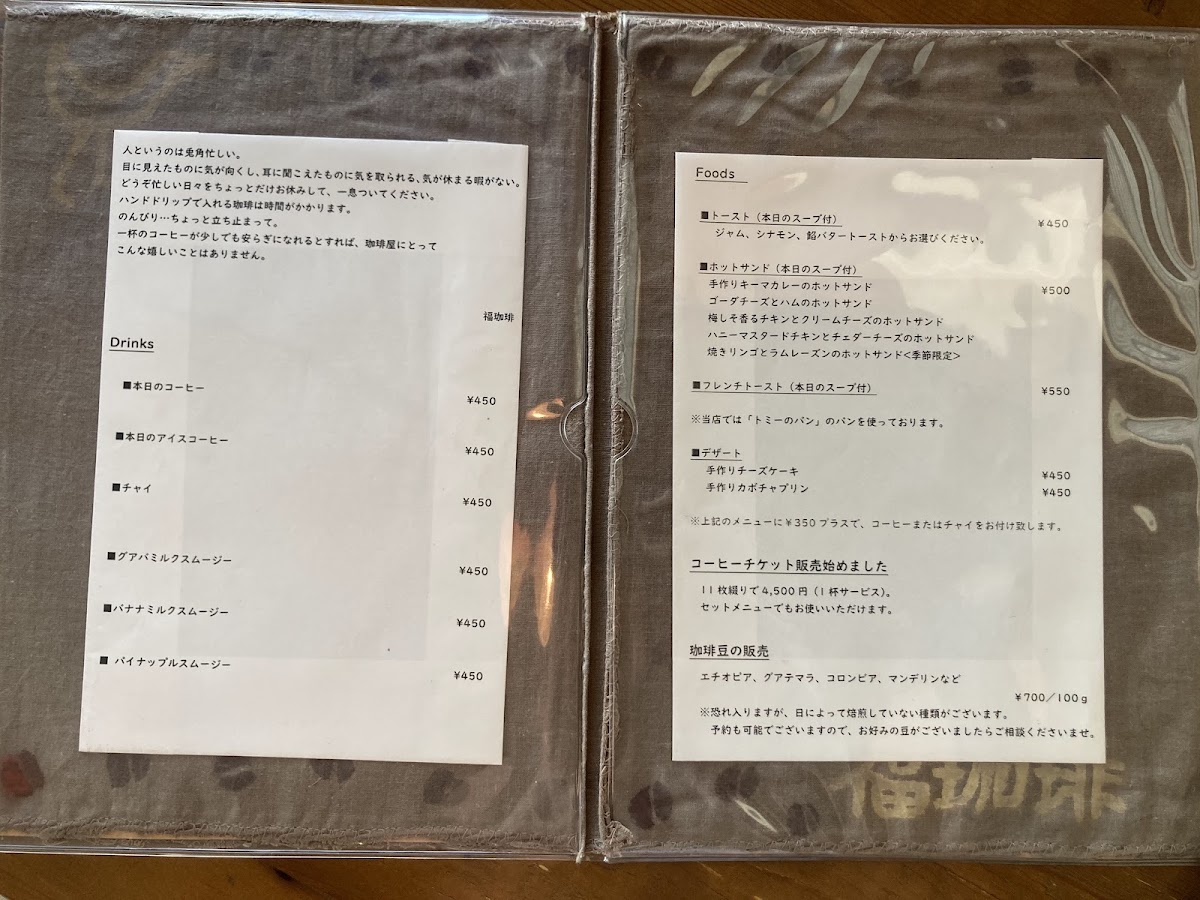 人というのは兎角忙しい。
目に見えたものに気が向くし、耳に聞こえたものに気を取られる、気が休まる暇がない。
どうぞ忙しい日々をちょっとだけお休みして、一息ついてください。
ハンドドリップで入れる珈琲は時間がかかります。
のんびり…ちょっと立ち止まって。
一杯のコーヒーが少しでも安らぎになれるとすれば、珈琲屋にとって
こんな嬉しいことはありません。
福珈琲
Drinks
■本日のコーヒー ¥450
■本日のアイスコーヒー ¥450
■チャイ ¥450
■グアバミルクスムージー ¥450
■バナナミルクスムージー ¥450
■ パイナップルスムージー ¥450
Foods
■トースト(本日のスープ付) ¥450
ジャム、シナモン、餡バタートーストからお選びください。
■ホットサンド(本日のスープ付)
手作りキーマカレーのホットサンド ¥500
ゴーダチーズとハムのホットサンド
梅しそ香るチキンとクリームチーズのホットサンド
ハニーマスタードチキンとチェダーチーズのホットサンド
焼きリンゴとラムレーズンのホットサンド<季節限定>
■フレンチトースト(本日のスープ付) ¥550
※当店では「トミーのパン」のパンを使っております。
■デザート
手作りチーズケーキ ¥450
手作りカボチャプリン ¥450
※上記のメニューに¥350プラスで、コーヒーまたはチャイをお付け致します。
コーヒーチケット販売始めました
11枚綴りで4,500円(1杯サービス)。
セットメニューでもお使いいただけます。
珈琲豆の販売
エチオピア、グアテマラ、コロンビア、マンデリンなど
¥700/100g
※恐れ入りますが、日によって焙煎していない種類がございます。
予約も可能でございますので、お好みの豆がございましたらご相談くださいませ。
福珈琲